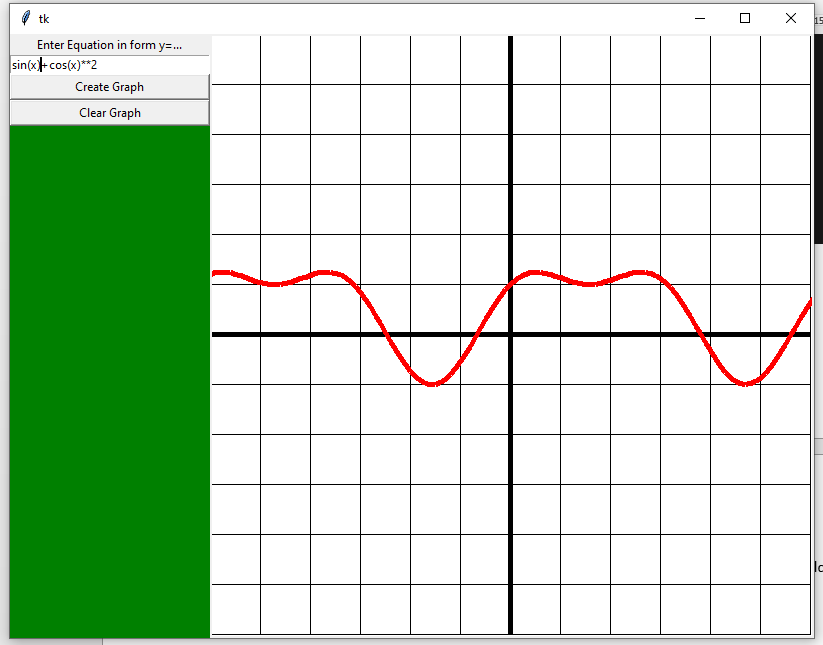 tk
Enter Equation in form y=...
sin(x)+cos(x)**2
Create Graph
Clear Graph